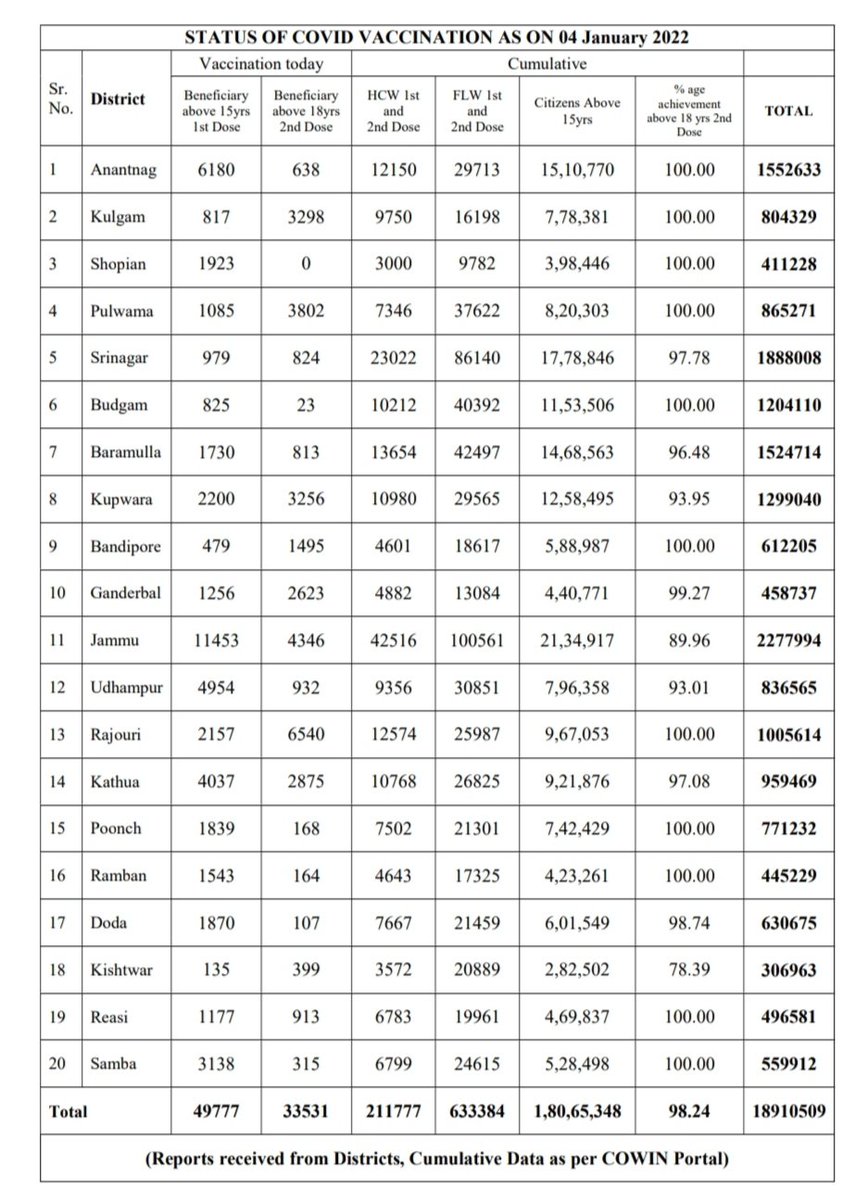 STATUS OF COVID VACCINATION AS ON 04 January 2022
Sr. No. District Vaccination today Cumulative
Beneficiary above 15yrs 1st Dose Beneficiary above 18yrs 2nd Dose HCW 1st and 2nd Dose FLW 1st and 2nd Dose Citizens Above 15yrs % age achievement above 18 yrs 2nd Dose TOTAL
1 Anantnag 6180 638 12150 29713 15,10,770 100.00 1552633
2 Kulgam 817 3298 9750 16198 7,78,381 100.00 804329
3 Shopian 1923 0 3000 9782 3,98,446 100.00 411228
4 Pulwama 1085 3802 7346 37622 8,20,303 100.00 865271
5 Srinagar 979 824 23022 86140 17,78,846 97.78 1888008
6 Budgam 825 23 10212 40392 11,53,506 100.00 1204110
7 Baramulla 1730 813 13654 42497 14,68,563 96.48 1524714
8 Kupwara 2200 3256 10980 29565 12,58,495 93.95 1299040
9 Bandipore 479 1495 4601 18617 5,88,987 100.00 612205
10 Ganderbal 1256 2623 4882 13084 4,40,771 99.27 458737
11 Jammu 11453 4346 42516 100561 21,34,917 89.96 2277994
12 Udhampur 4954 932 9356 30851 7,96,358 93.01 836565
13 Rajouri 2157 6540 12574 25987 9,67,053 100.00 1005614
14 Kathua 4037 2875 10768 26825 9,21,876 97.08 959469
15 Poonch 1839 168 7502 21301 7,42,429 100.00 771232
16 Ramban 1543 164 4643 17325 4,23,261 100.00 445229
17 Doda 1870 107 7667 21459 6,01,549 98.74 630675
18 Kishtwar 135 399 3572 20889 2,82,502 78.39 306963
19 Reasi 1177 913 6783 19961 4,69,837 100.00 496581
20 Samba 3138 315 6799 24615 5,28,498 100.00 559912
Total 49777 33531 211777 633384 1,80,65,348 98.24 18910509
(Reports received from Districts, Cumulative Data as per COWIN Portal)